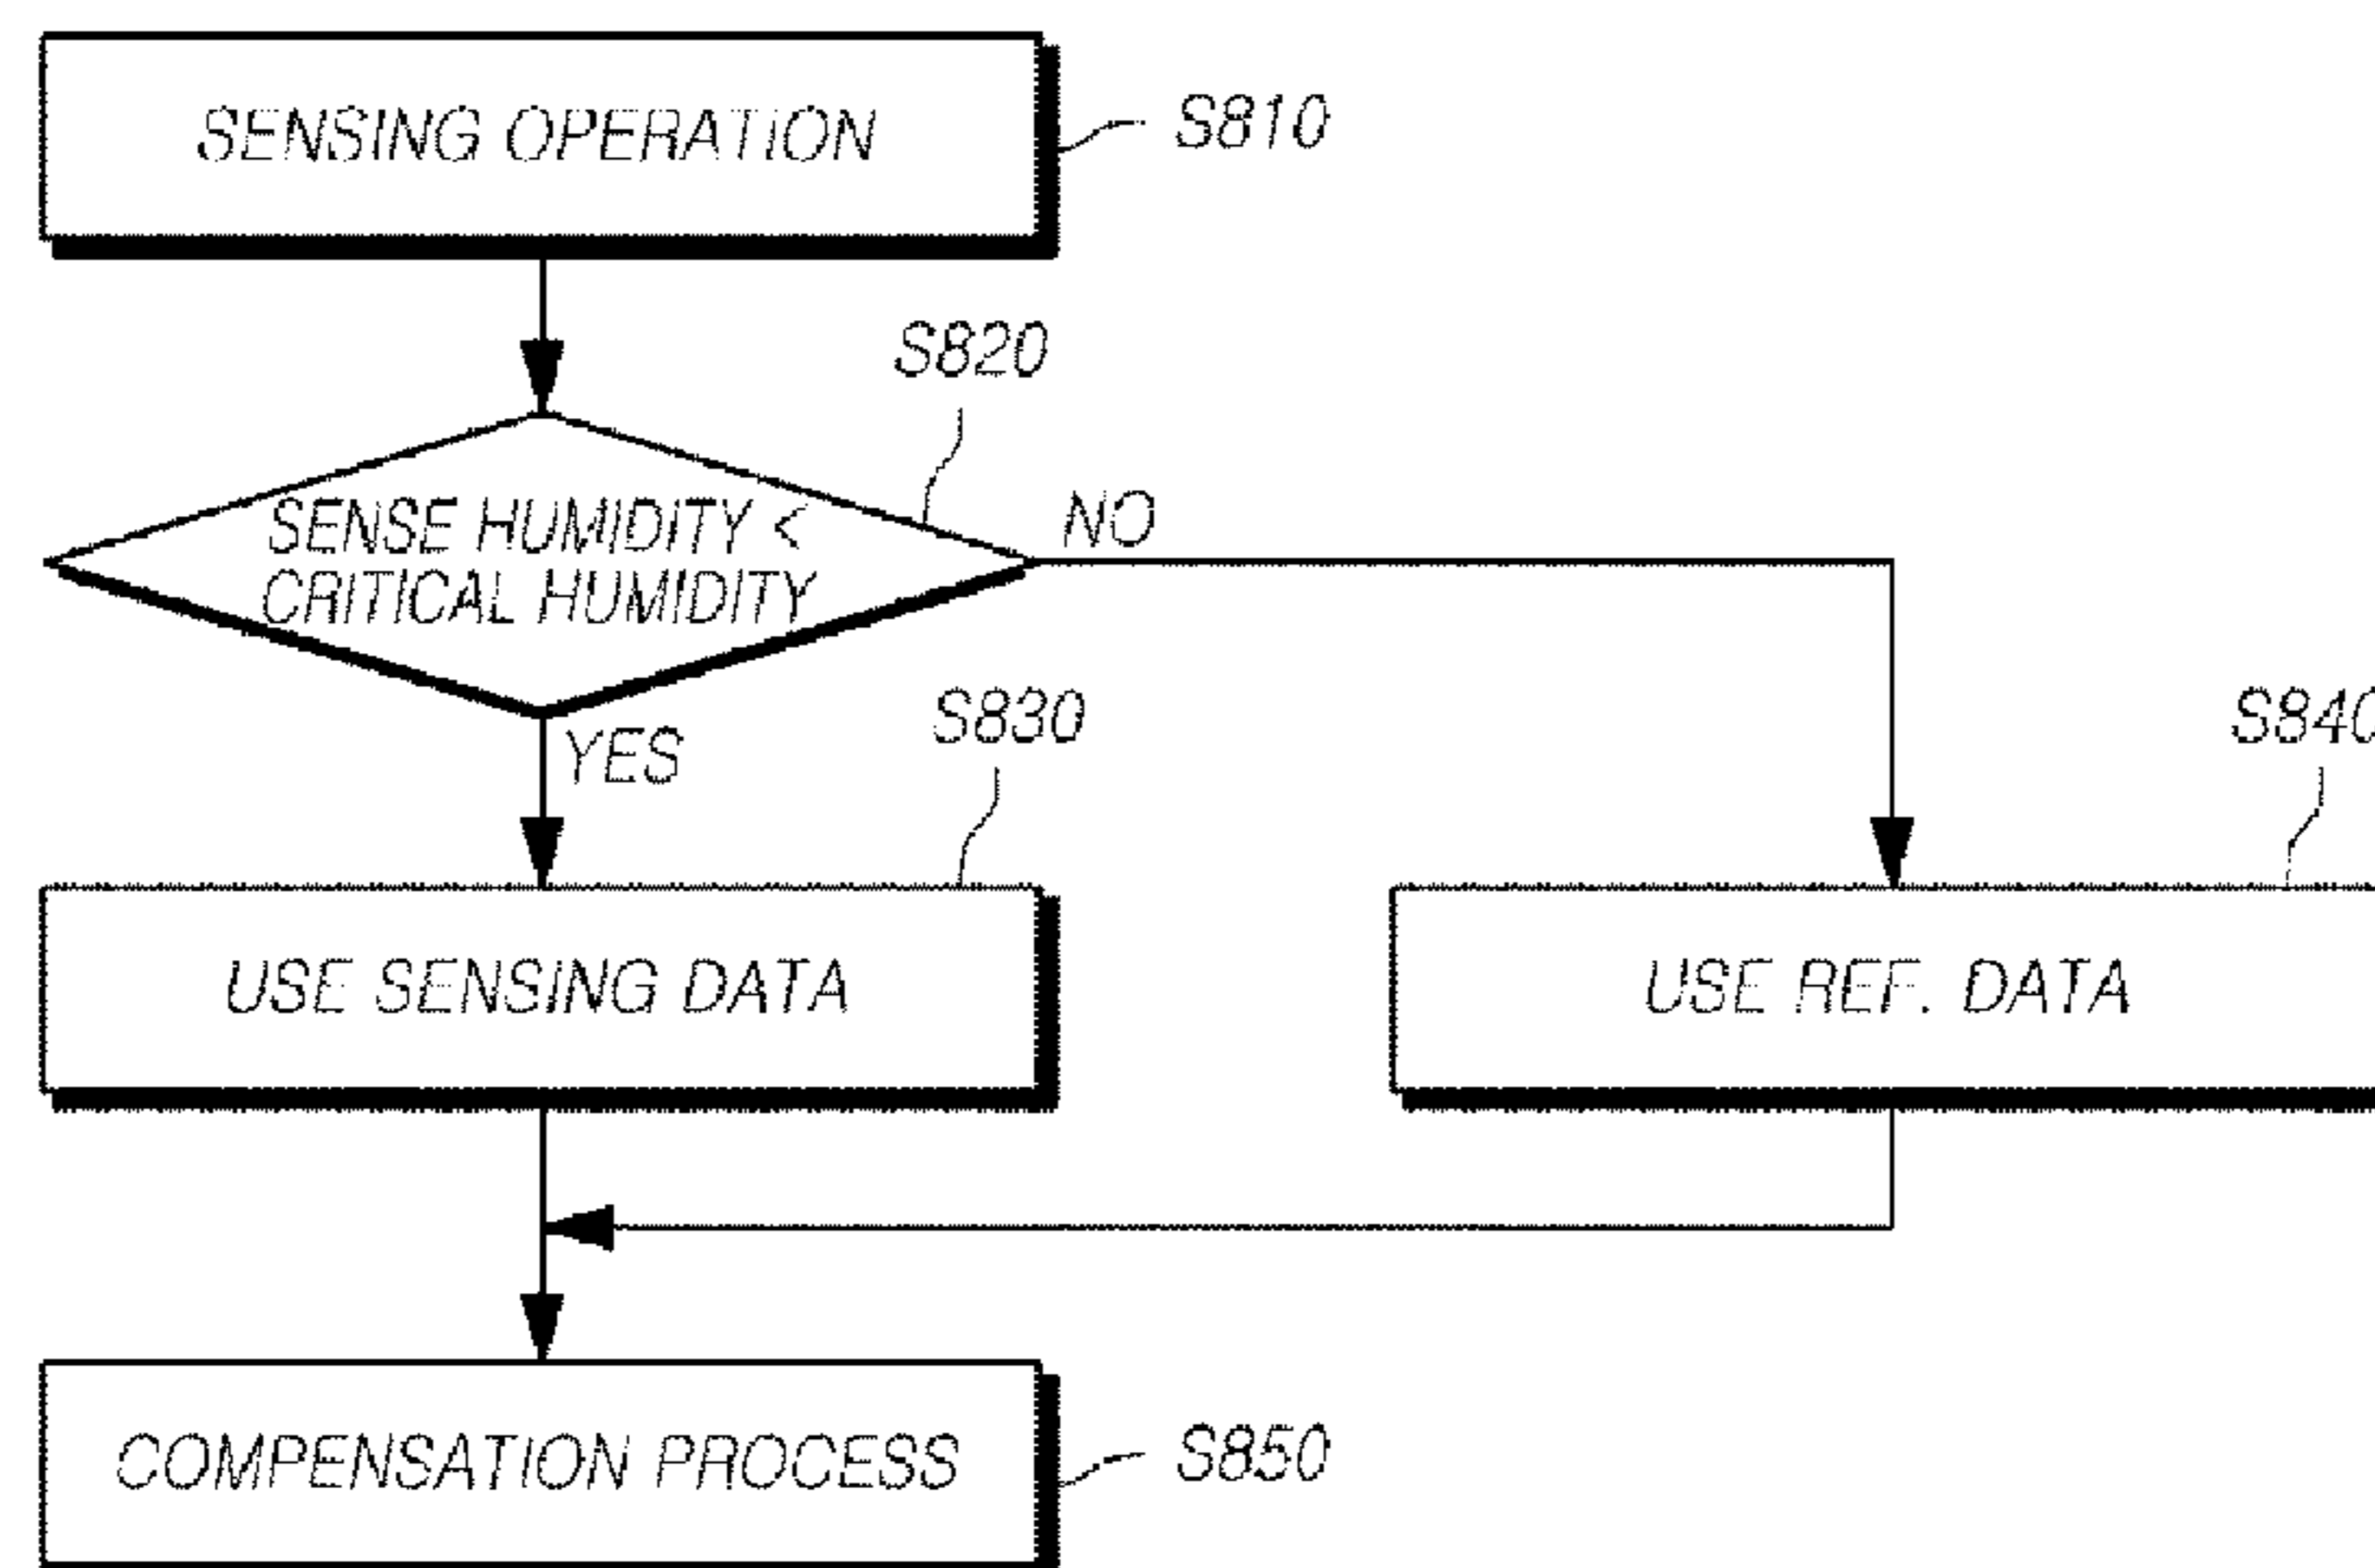 SENSING OPERATION
S810
S820
SENSE HUMIDITY <
CRITICAL HUMIDITY
NO
YES
S830
S840
USE SENSING DATA
USE REF. DATA
COMPENSATION PROCESS
S850